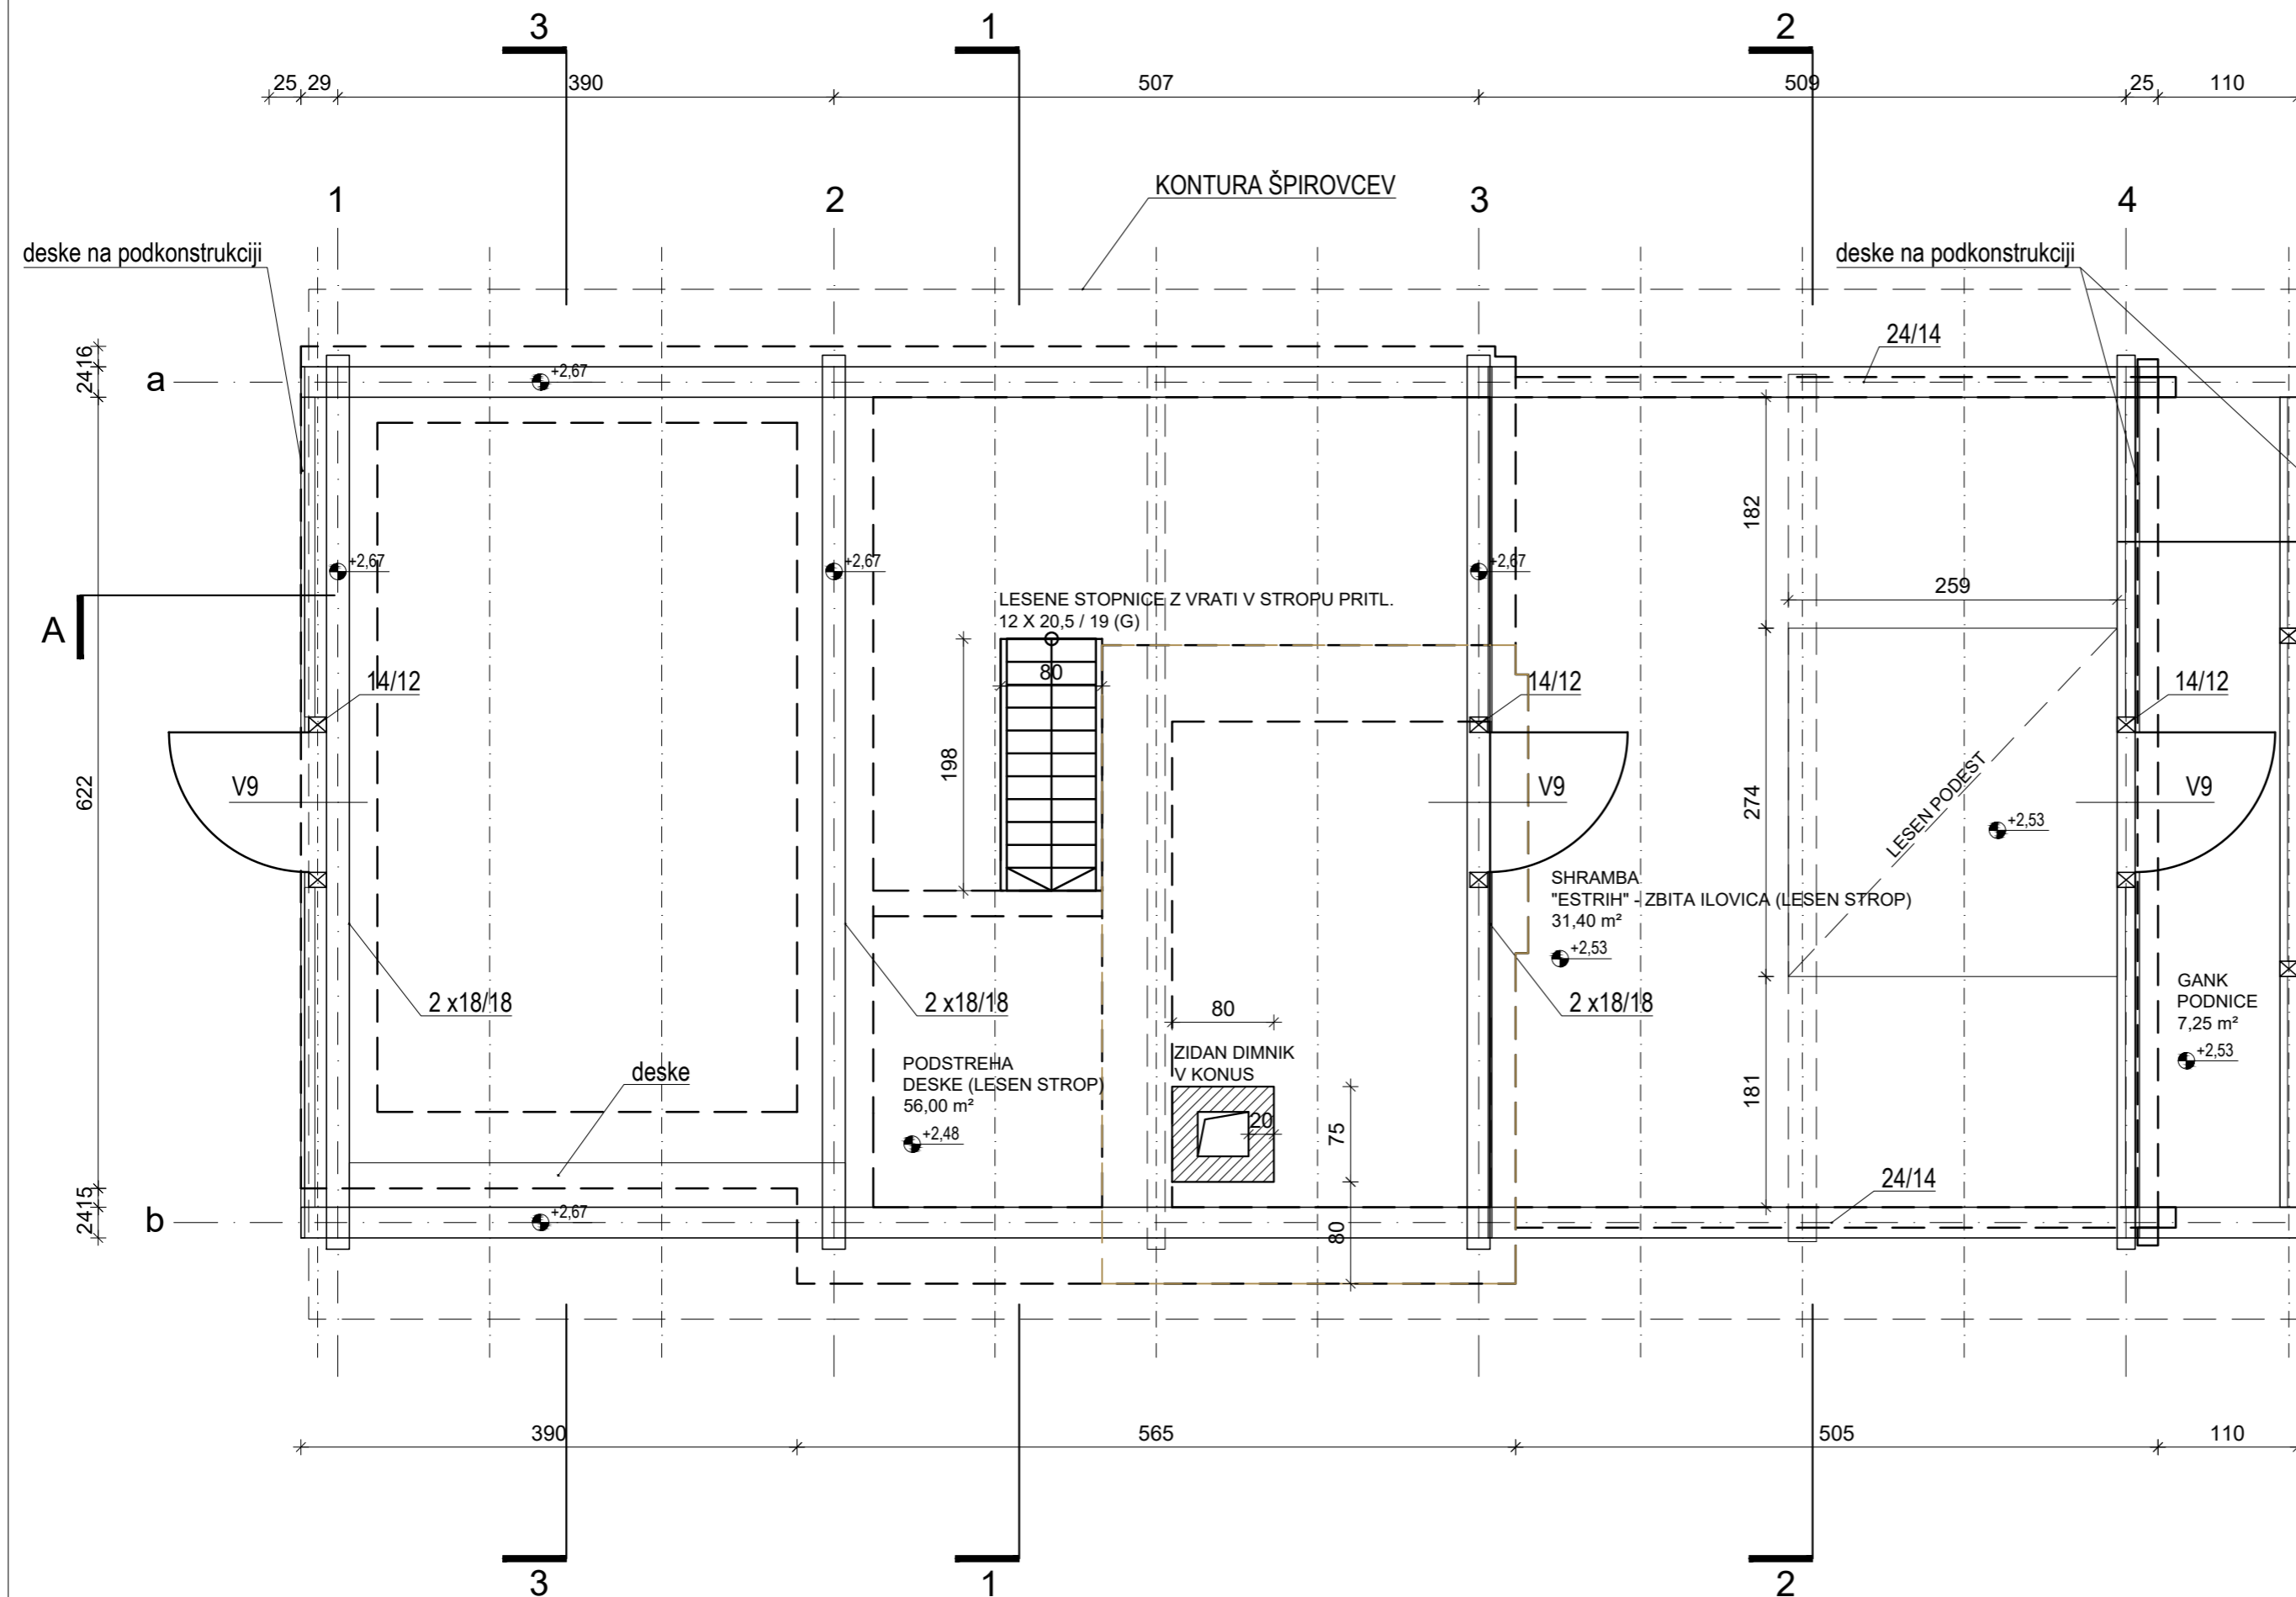 3
1
2
25
29
390
507
509
25
110
KONTURA ŠPIROVCEV
1
2
3
4
deske na podkonstrukciji
deske na podkonstrukciji
24/14
16
24
a
+2,67
182
+2,67
+2,67
+2,67
259
LESENE STOPNICE Z VRATI V STROPU PRITL.
12 X 20,5 / 19 (G)
A
80
14/12
14/12
14/12
198
622
V9
V9
V9
274
LESEN PODEST
+2,53
SHRAMBA
"ESTRIH" - ZBITA ILOVICA (LESEN STROP)
31,40 m²
+2,53
2 x18/18
2 x18/18
2 x18/18
GANK
PODNICE
7,25 m²
+2,53
80
ZIDAN DIMNIK
V KONUS
deske
PODSTREHA
DESKE (LESEN STROP)
56,00 m²
+2,48
20
75
181
15
24
b
+2,67
80
24/14
390
565
505
110
3
1
2